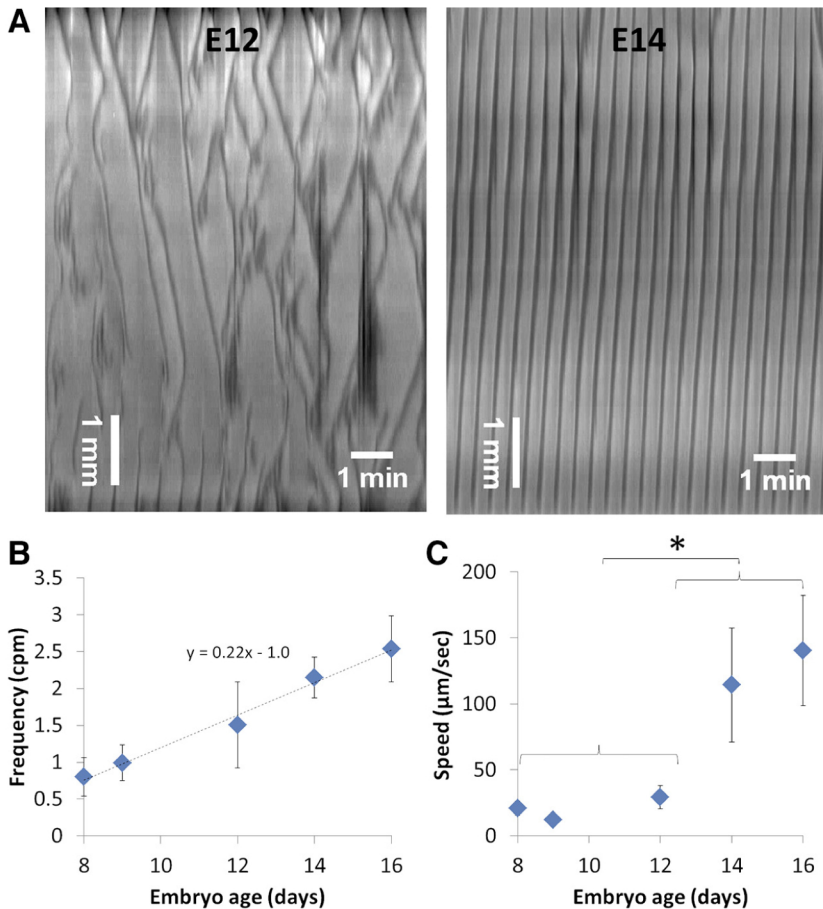 A
E12
E14
1 mm
1 min
1 mm
1 min
B
Frequency (cpm)
3.5
3
2.5
2
1.5
1
0.5
0
y = 0.22x - 1.0
8
10
12
14
16
Embryo age (days)
C
*
Speed (µm/sec)
200
150
100
50
0
8
10
12
14
16
Embryo age (days)